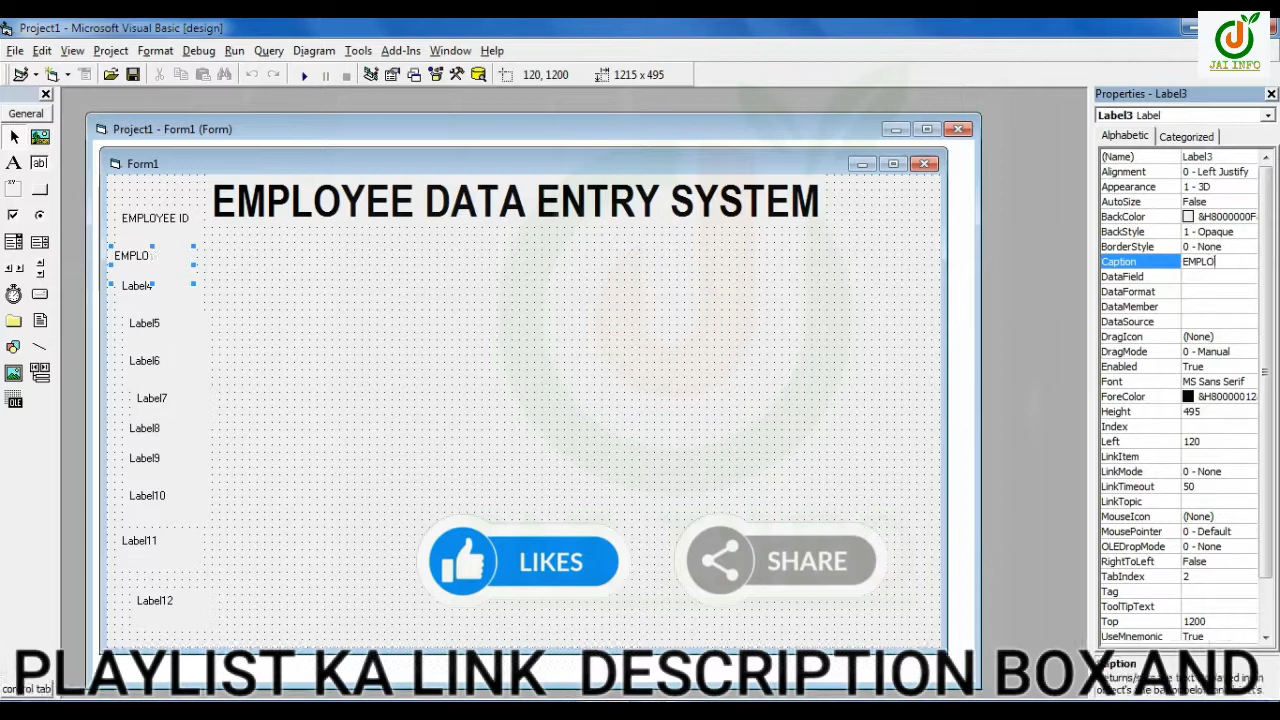 Project1 - Microsoft Visual Basic [design]
JAI INFO
File Edit View Project Format Debug Run Query Diagram Tools Add-Ins Window Help
120, 1200 1215 x 495
General
A ab|
OLE
control tab
Project1 - Form1 (Form)
Form1
EMPLOYEE DATA ENTRY SYSTEM
EMPLOYEE ID
EMPLO
Label4
Label5
Label6
Label7
Label8
Label9
Label10
Label11
Label12
LIKES
SHARE
Properties - Label3
Label3 Label
Alphabetic Categorized
(Name) Label3
Alignment 0 - Left Justify
Appearance 1 - 3D
AutoSize False
BackColor &H8000000F
BackStyle 1 - Opaque
BorderStyle 0 - None
Caption EMPLO
DataField
DataFormat
DataMember
DataSource
DragIcon (None)
DragMode 0 - Manual
Enabled True
Font MS Sans Serif
ForeColor &H80000012
Height 495
Index
Left 120
LinkItem
LinkMode 0 - None
LinkTimeout 50
LinkTopic
MouseIcon (None)
MousePointer 0 - Default
OLEDropMode 0 - None
RightToLeft False
TabIndex 2
Tag
ToolTipText
Top 1200
UseMnemonic True
Caption
PLAYLIST KA LINK DESCRIPTION BOX AND